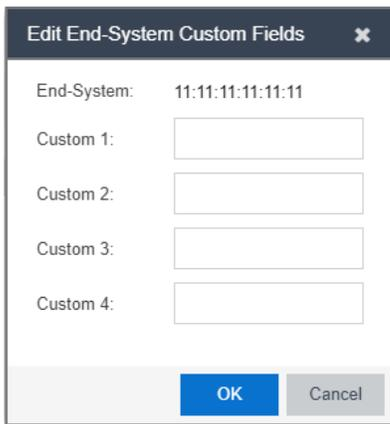 Edit End-System Custom Fields
End-System: 11:11:11:11:11:11
Custom 1:
Custom 2:
Custom 3:
Custom 4:
OK Cancel